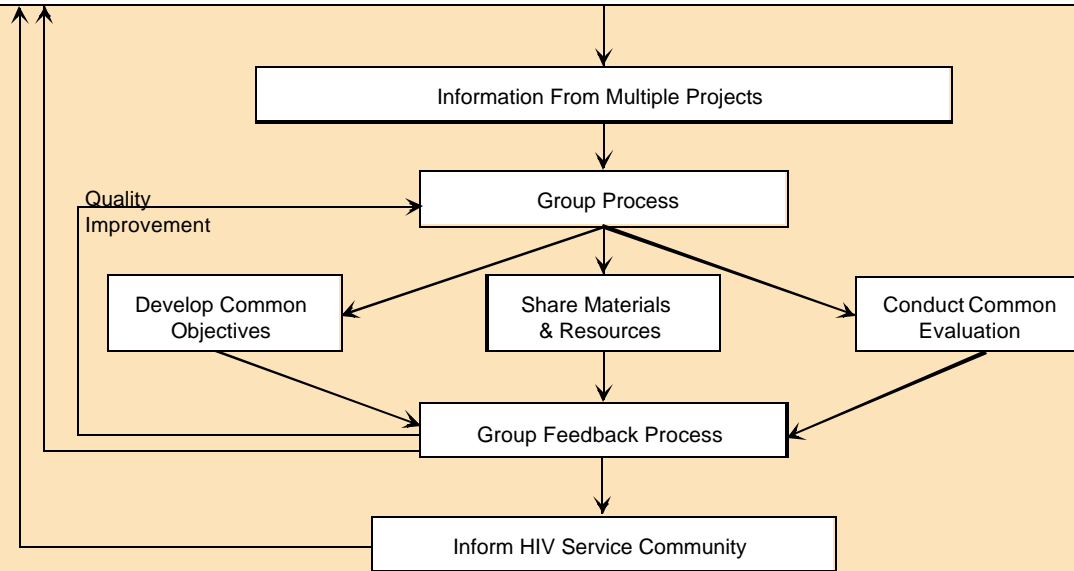 Information From Multiple Projects
Quality
Improvement
Group Process
Develop Common
Objectives
Share Materials
& Resources
Conduct Common
Evaluation
Group Feedback Process
Inform HIV Service Community